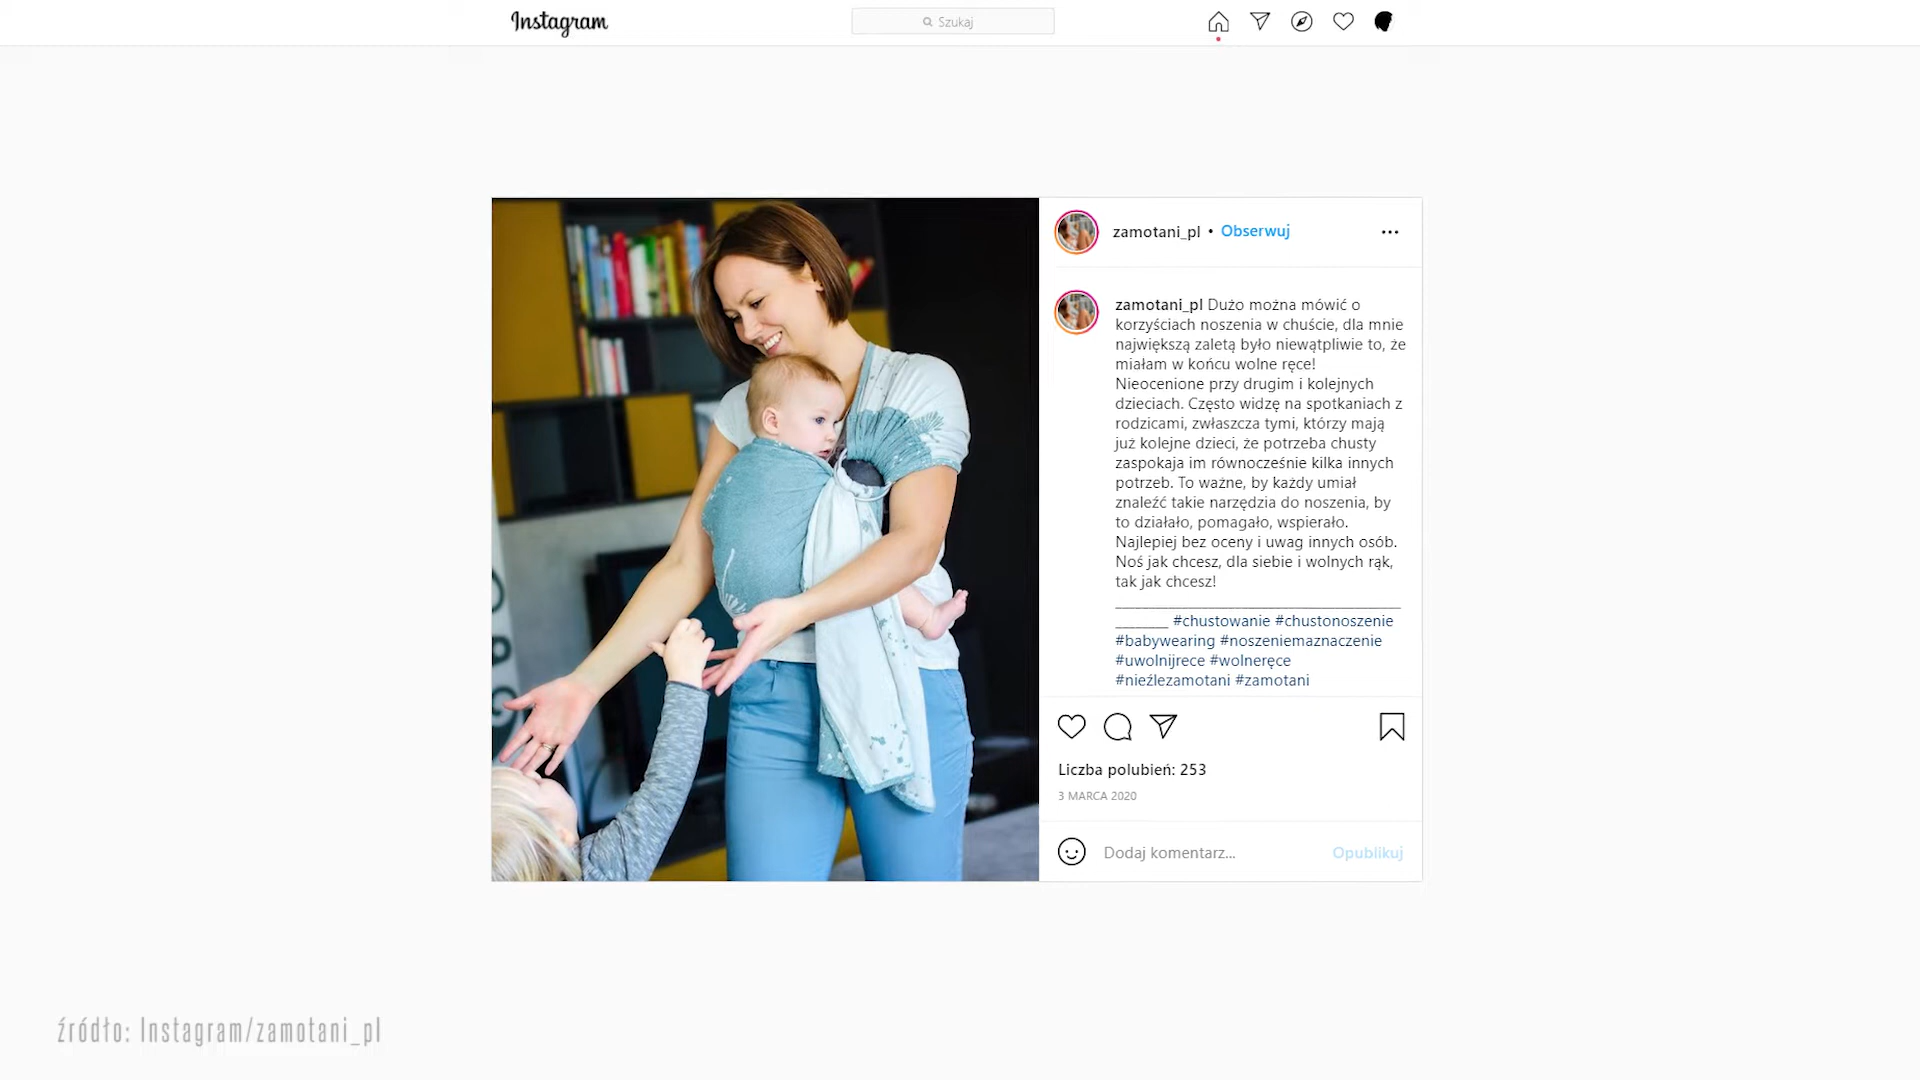 Instagram
Szukaj
zamotani_pl • Obserwuj
zamotani_pl Dużo można mówić o
korzyściach noszenia w chuście, dla mnie
największą zaletą było niewątpliwie to, że
miałam w końcu wolne ręce!
Nieocenione przy drugim i kolejnych
dzieciach. Często widzę na spotkaniach z
rodzicami, zwłaszcza tymi, którzy mają
już kolejne dzieci, że potrzeba chusty
zaspokaja im równocześnie kilka innych
potrzeb. To ważne, by każdy umiał
znaleźć takie narzędzia do noszenia, by
to działało, pomagało, wspierało.
Najlepiej bez oceny i uwag innych osób.
Noś jak chcesz, dla siebie i wolnych rąk,
tak jak chcesz!
#chustowanie #chustonoszenie
#babywearing #noszeniemaznaczenie
#uwolnijrece #wolneręce
#nieźlezamotani #zamotani
Liczba polubień: 253
3 MARCA 2020
Dodaj komentarz...
Opublikuj
źródło: Instagram/zamotani_pl